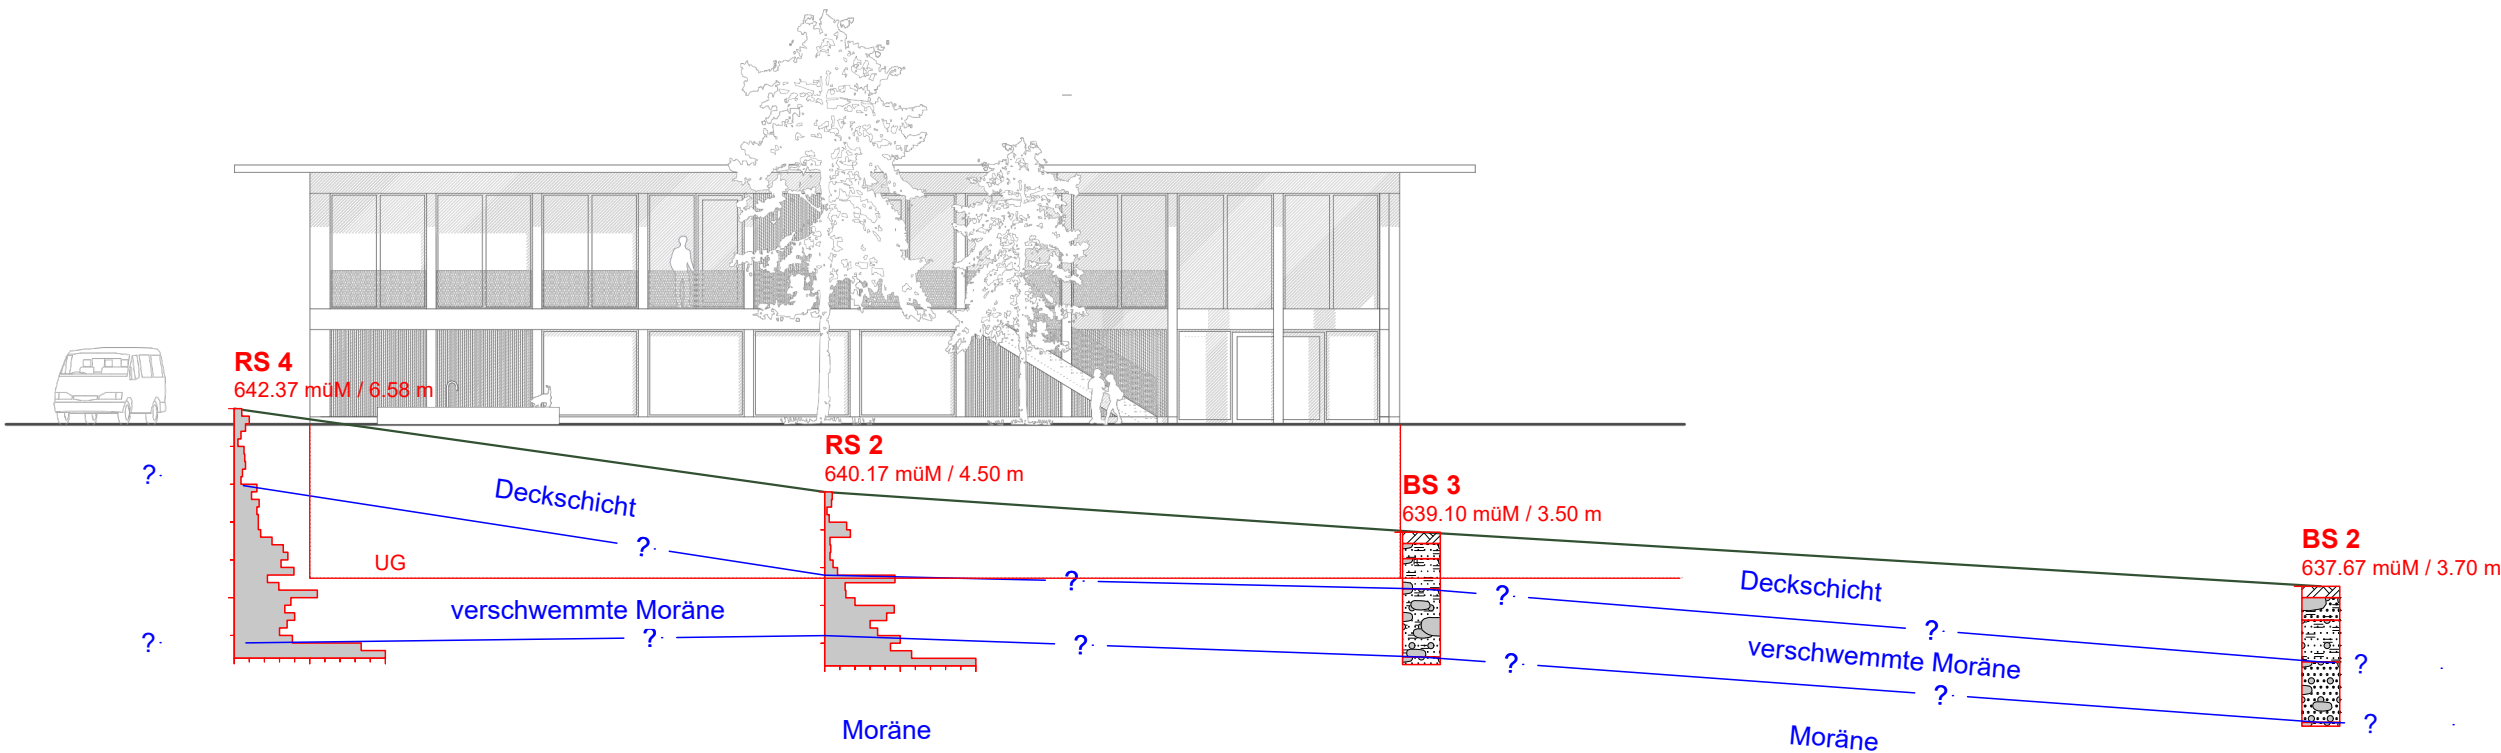 RS 4
642.37 müM / 6.58 m
RS 2
640.17 müM / 4.50 m
BS 3
639.10 müM / 3.50 m
BS 2
637.67 müM / 3.70 m
?
Deckschicht
?
UG
?
?
Deckschicht
?
verschwemmte Moräne
?
?
?
?
verschwemmte Moräne
?
?
?
?
Moräne
Moräne